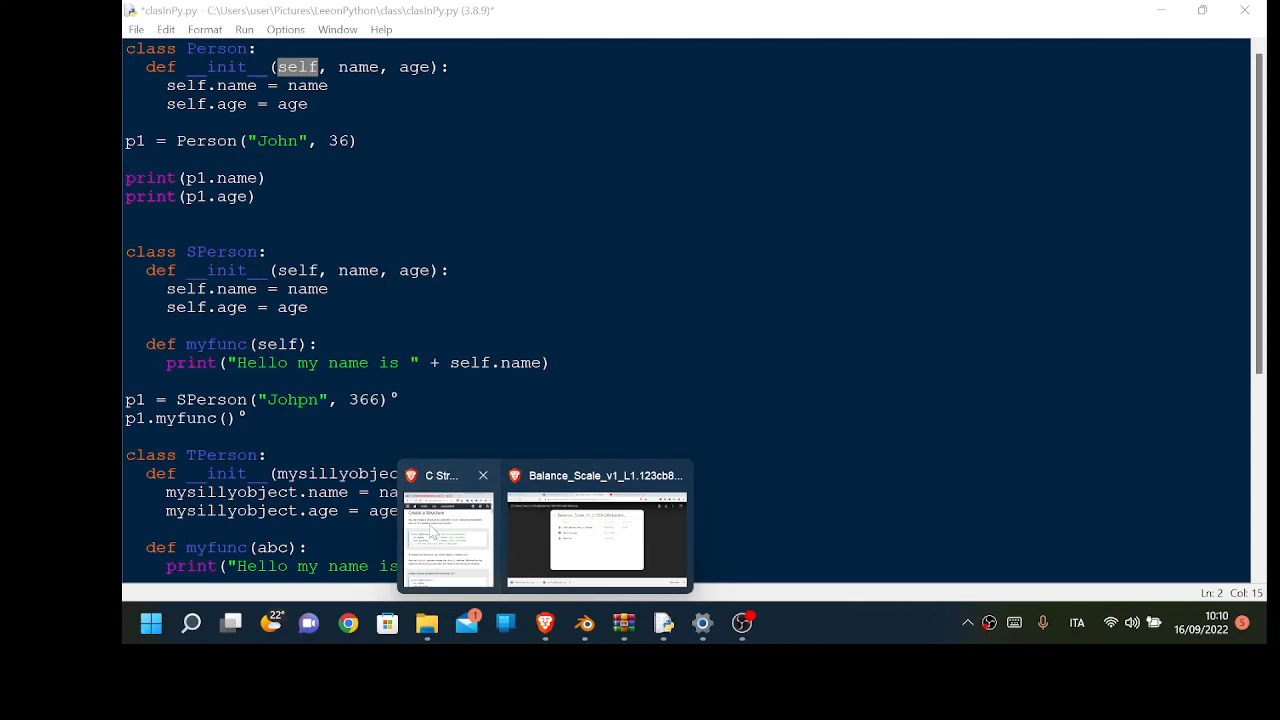 *clasInPy.py - C:\Users\user\Pictures\LeeonPython\class\clasInPy.py (3.8.9)*
File Edit Format Run Options Window Help
class Person:
  def __init__(self, name, age):
    self.name = name
    self.age = age
p1 = Person("John", 36)
print(p1.name)
print(p1.age)
class SPerson:
  def __init__(self, name, age):
    self.name = name
    self.age = age
  def myfunc(self):
    print("Hello my name is " + self.name)
p1 = SPerson("Johpn", 366)°
p1.myfunc()°
class TPerson:
  def __init__(mysillyobjec
    mysillyobject.name = na
    mysillyobject.age = age
  def myfunc(abc):
    print("Hello my name is
C Str...
Balance_Scale_v1_L1.123cb8...
Create a Structure
Ln: 2 Col: 15
22°
1
ITA
10:10
16/09/2022
5